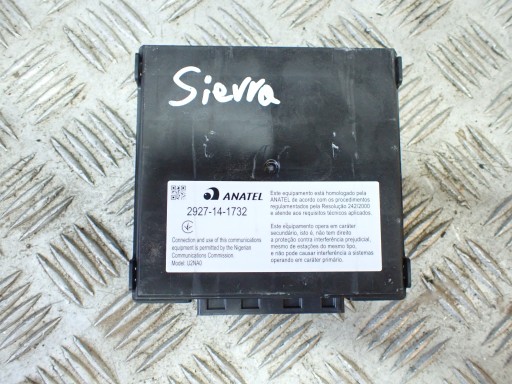 Sierra
ANATEL
2927-14-1732
Connection and use of this communications
equipment is permitted by the Nigerian
Communications Commission.
Model: U2NA0
Este equipamento está homologado pela
ANATEL de acordo com os procedimentos
regulamentados pela Resolução 242/2000
e atende aos requisitos técnicos aplicados.
Este equipamento opera em caráter
secundário, isto é, não tem direito
a proteção contra interferência prejudicial,
mesmo de estações do mesmo tipo,
e não pode causar interferência à sistemas
operando em caráter primário.